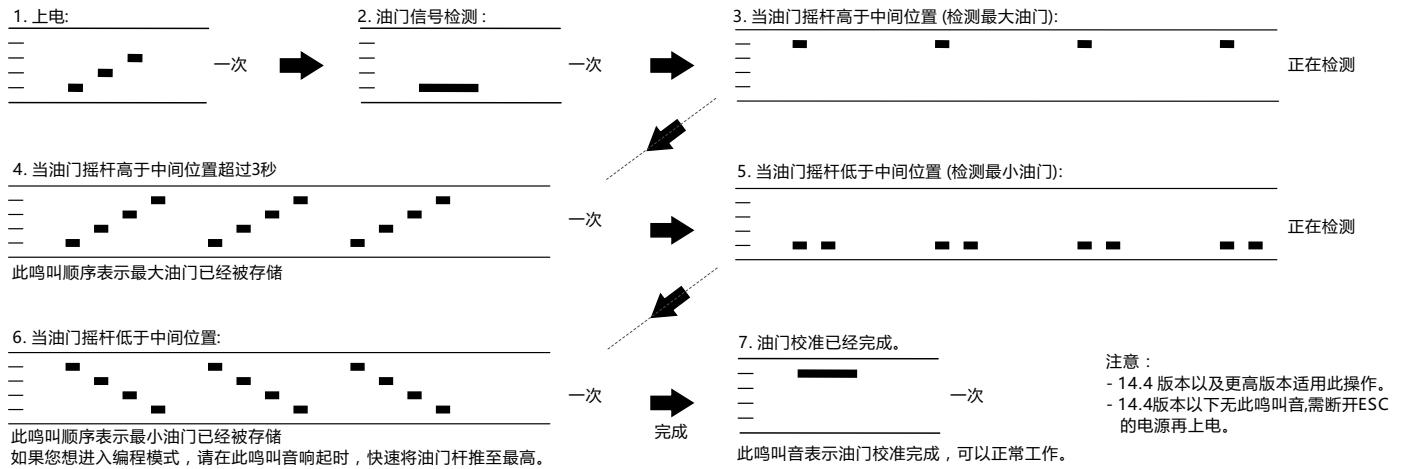 1. 上电:
一次
2. 油门信号检测 :
一次
3. 当油门摇杆高于中间位置 (检测最大油门):
正在检测
4. 当油门摇杆高于中间位置超过3秒
一次
此鸣叫顺序表示最大油门已经被存储
5. 当油门摇杆低于中间位置 (检测最小油门):
正在检测
6. 当油门摇杆低于中间位置:
一次
此鸣叫顺序表示最小油门已经被存储
如果您想进入编程模式，请在此鸣叫音响起时，快速将油门杆推至最高。
完成
7. 油门校准已经完成。
一次
此鸣叫音表示油门校准完成，可以正常工作。
注意：
- 14.4 版本以及更高版本适用此操作。
- 14.4版本以下无此鸣叫音,需断开ESC
的电源再上电。